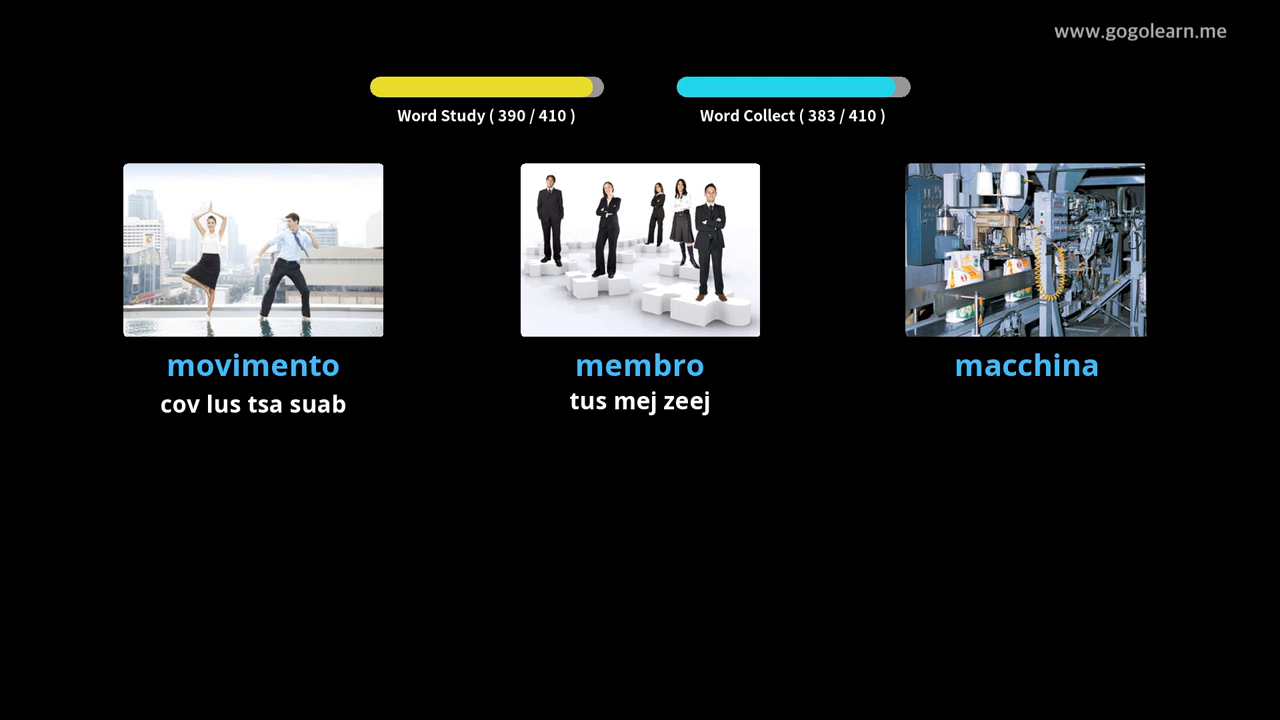 www.gogolearn.me
Word Study ( 390 / 410 )
Word Collect ( 383 / 410 )
movimento
cov lus tsa suab
membro
tus mej zeej
macchina